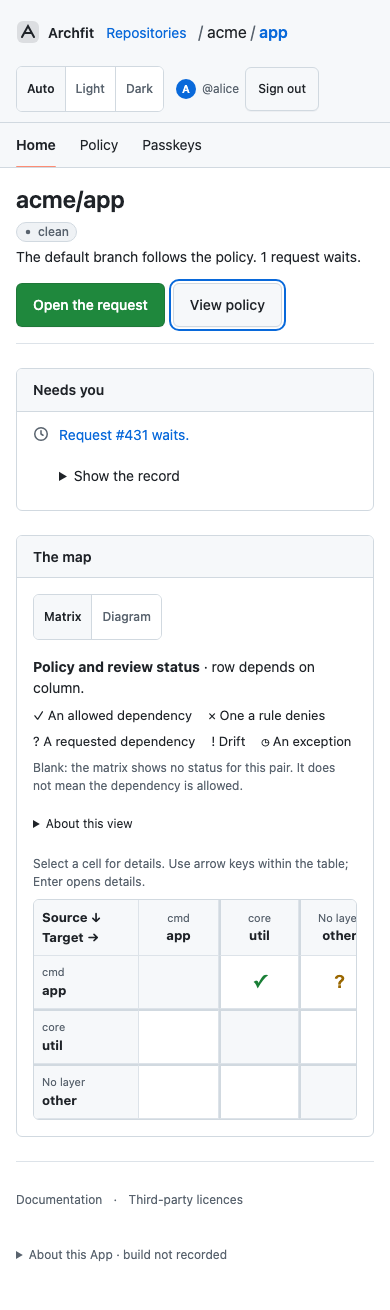 Archfit Repositories / acme / app
Auto Light Dark A @alice Sign out
Home Policy Passkeys
acme/app
clean
The default branch follows the policy. 1 request waits.
Open the request View policy
Needs you
Request #431 waits.
▶ Show the record
The map
Matrix Diagram
Policy and review status · row depends on
column.
✓ An allowed dependency × One a rule denies
? A requested dependency ! Drift ◷ An exception
Blank: the matrix shows no status for this pair. It does
not mean the dependency is allowed.
▶ About this view
Select a cell for details. Use arrow keys within the table;
Enter opens details.
Source ↓ cmd core No laye
Target → app util other
cmd
app ✓ ?
core
util
No layer
other
Documentation · Third-party licences
▶ About this App · build not recorded